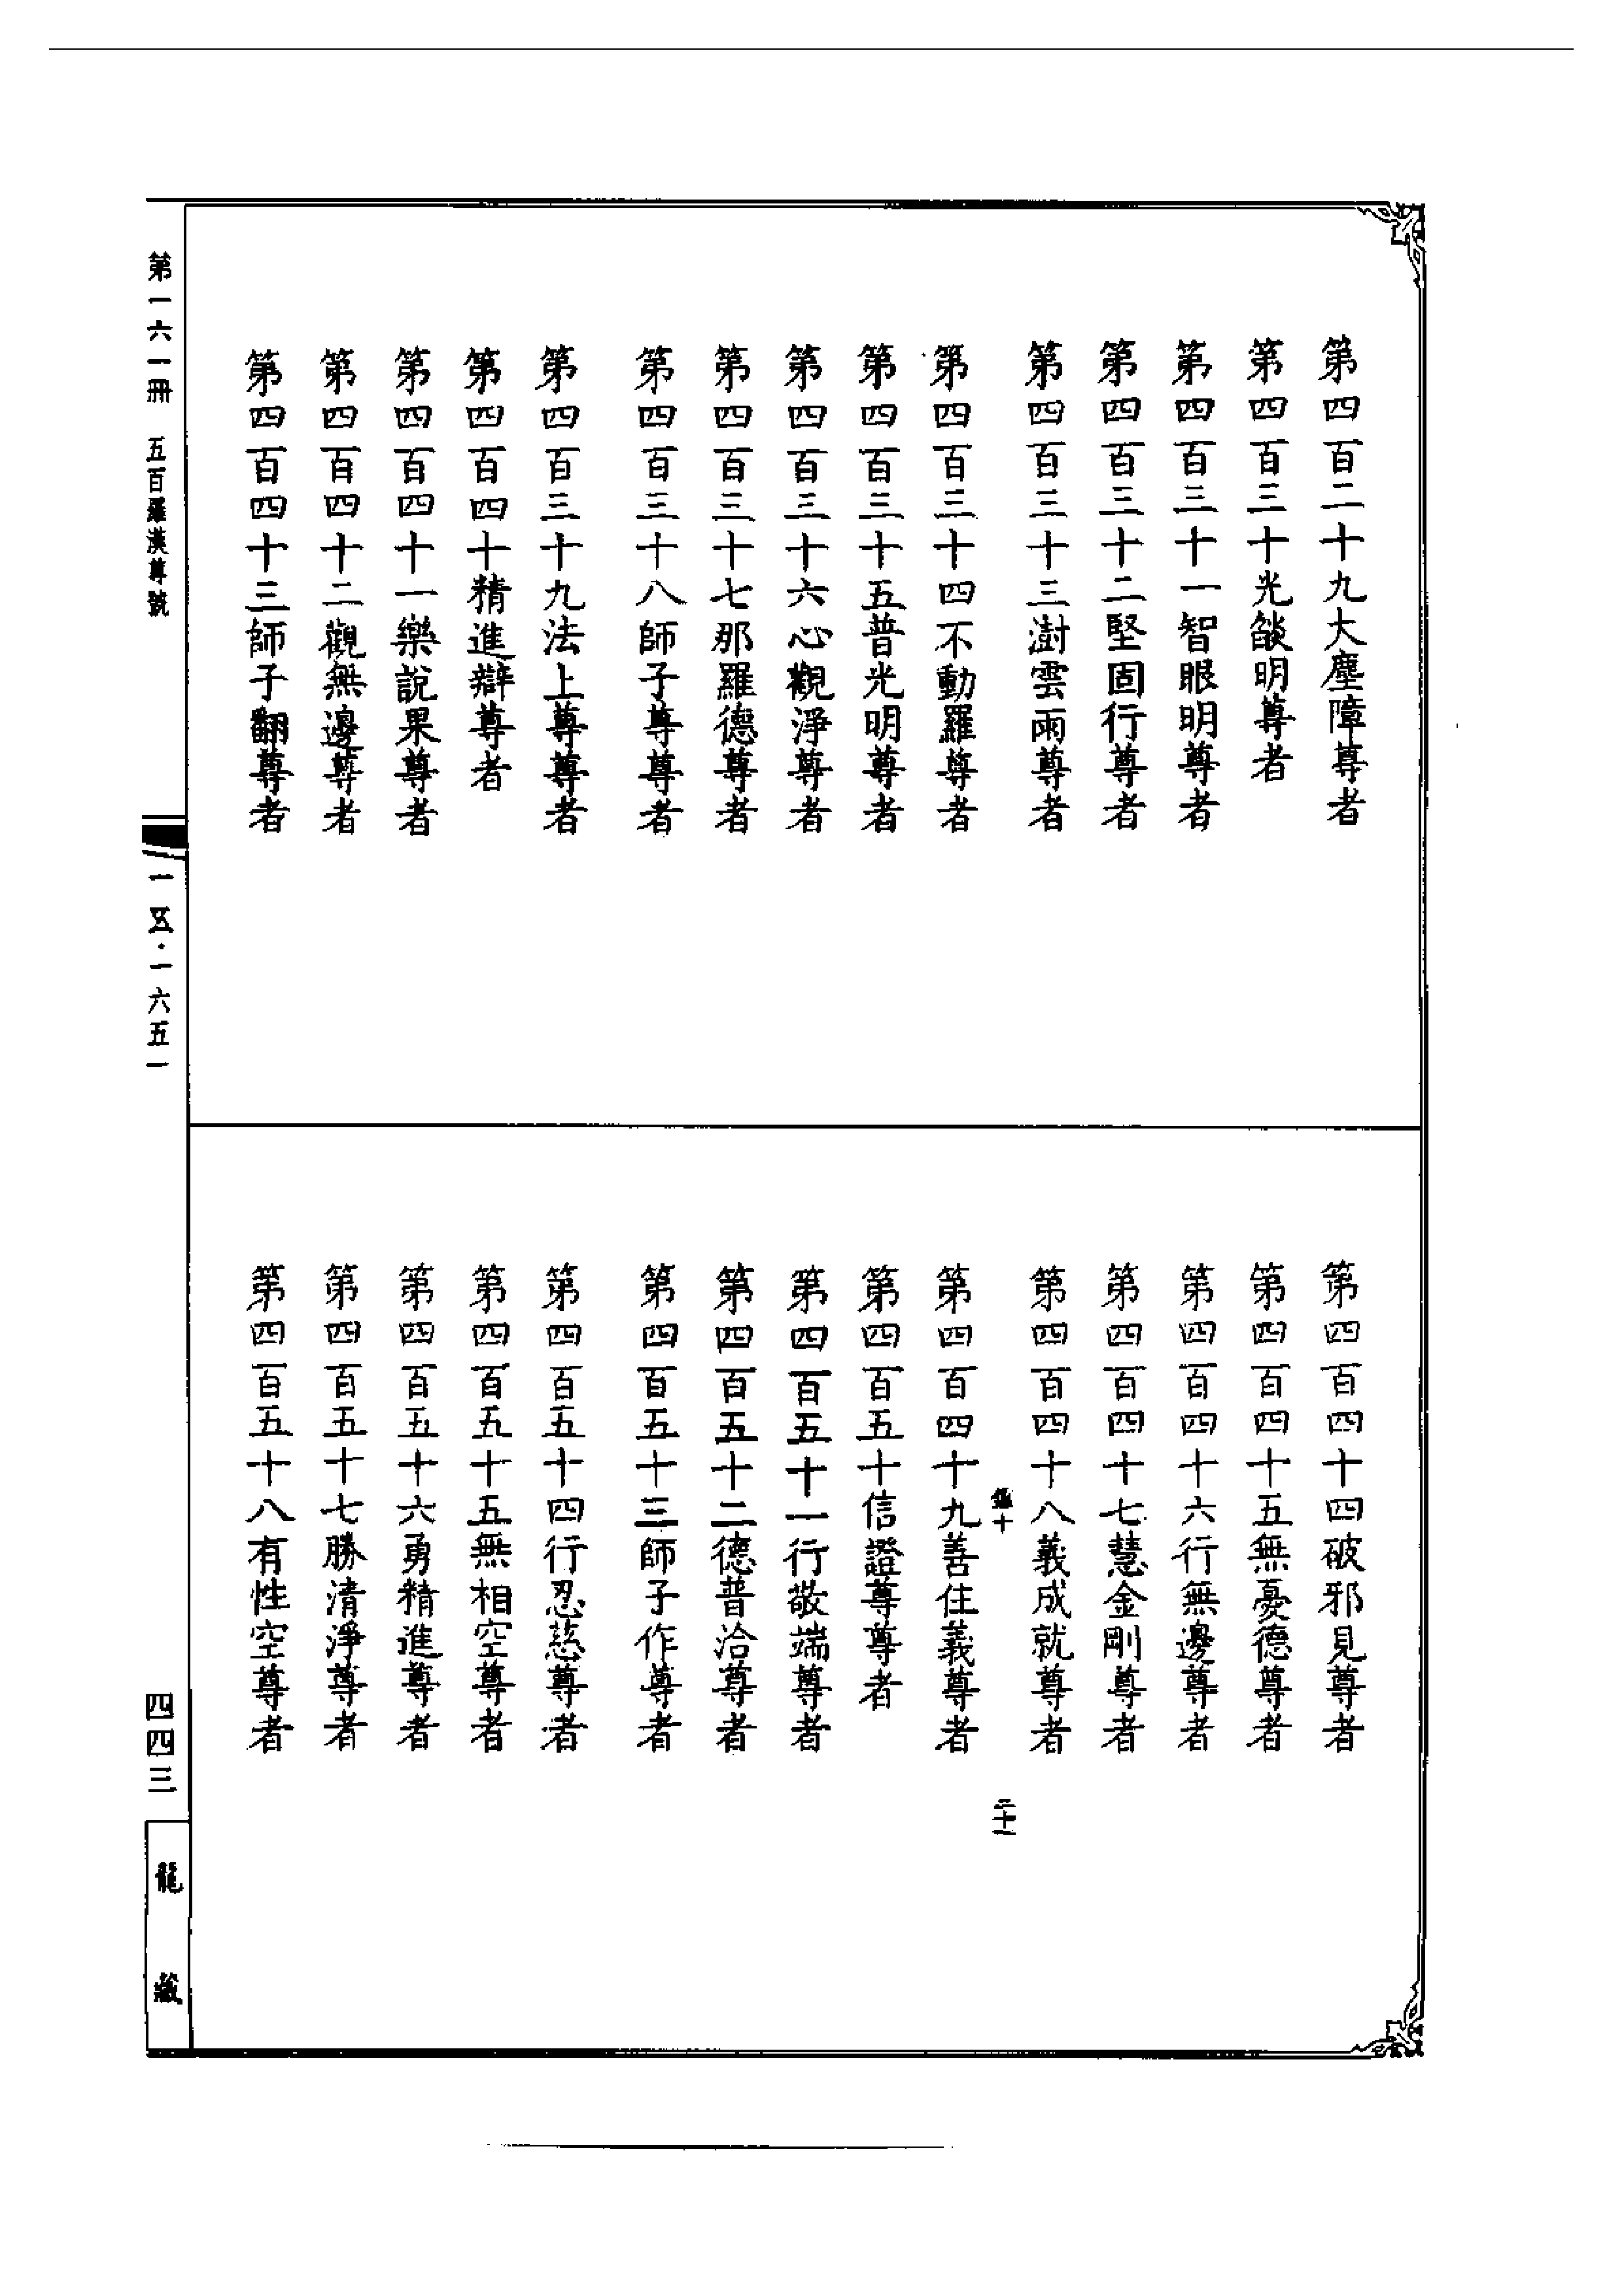 第四百二十九大塵障尊者
第四百三十光燄明尊者
第四百三十一智眼明尊者
第四百三十二堅固行尊者
第四百三十三澍雲雨尊者
第四百三十四不動羅尊者
第四百三十五普光明尊者
第四百三十六心觀淨尊者
第四百三十七那羅德尊者
第四百三十八師子尊尊者
第四百三十九法上尊尊者
第四百四十精進辯尊者
第四百四十一樂說果尊者
第四百四十二觀無邊尊者
第四百四十三師子翻尊者
第四百四十四破邪見尊者
第四百四十五無憂德尊者
第四百四十六行無邊尊者
第四百四十七慧金剛尊者
第四百四十八義成就尊者
十 二十一
第四百四十九善住義尊者
第四百五十信證尊尊者
第四百五十一行敬端尊者
第四百五十二德普洽尊者
第四百五十三師子作尊者
第四百五十四行忍慈尊者
第四百五十五無相空尊者
第四百五十六勇精進尊者
第四百五十七勝清淨尊者
第四百五十八有性空尊者
第一六一冊 五百羅漢尊號
一五·一六五一
四四三
龍藏